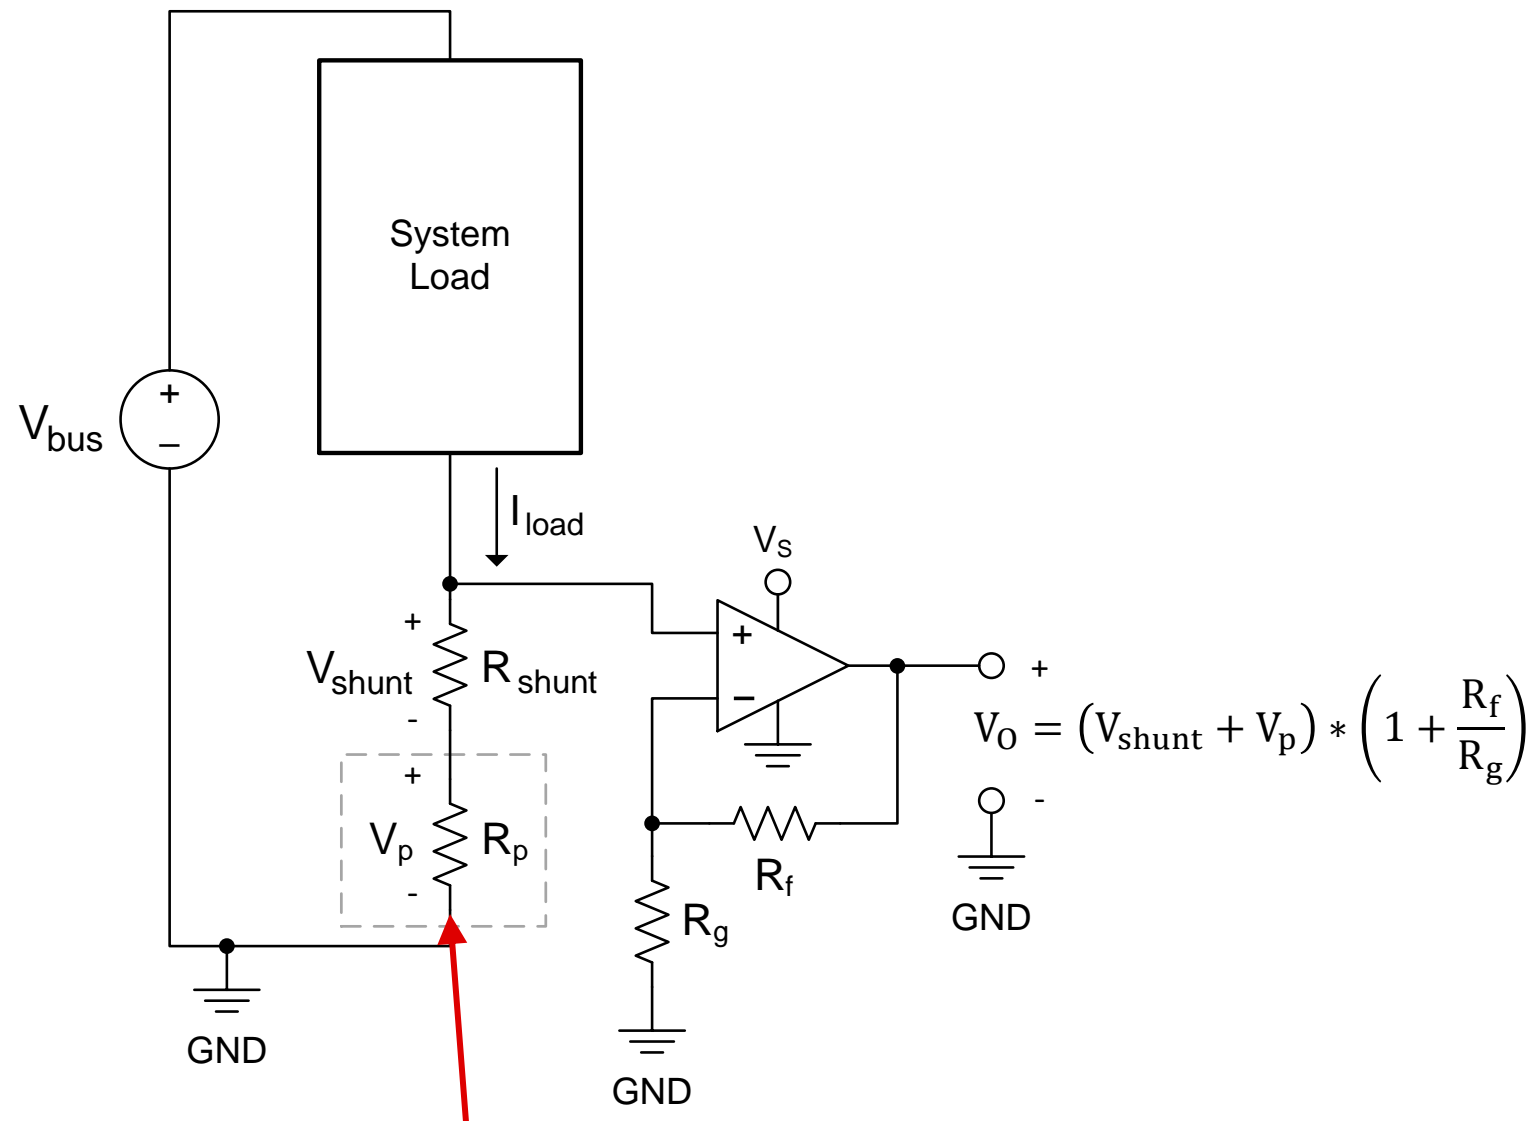 System
Load
+
−
Vbus
Iload
VS
+
Vshunt
Rshunt
-
+
−
+
VO = (Vshunt + Vp) * (1 + Rf/Rg)
-
+
Vp
Rp
-
Rf
Rg
GND
GND
GND